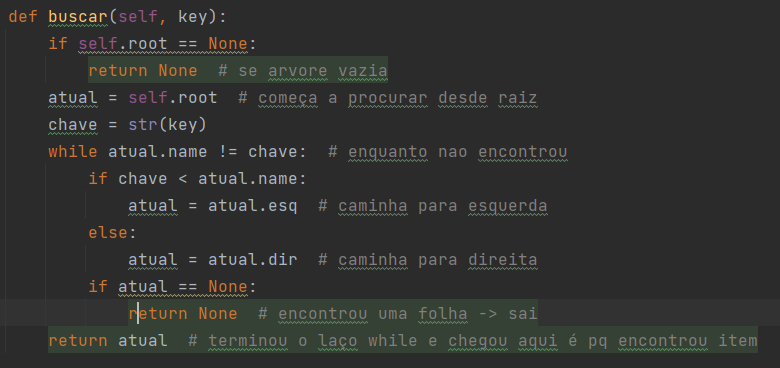 def buscar(self, key):
    if self.root == None:
        return None  # se arvore vazia
    atual = self.root  # começa a procurar desde raiz
    chave = str(key)
    while atual.name != chave:  # enquanto nao encontrou
        if chave < atual.name:
            atual = atual.esq  # caminha para esquerda
        else:
            atual = atual.dir  # caminha para direita
        if atual == None:
            return None  # encontrou uma folha -> sai
    return atual  # terminou o laço while e chegou aqui é pq encontrou item